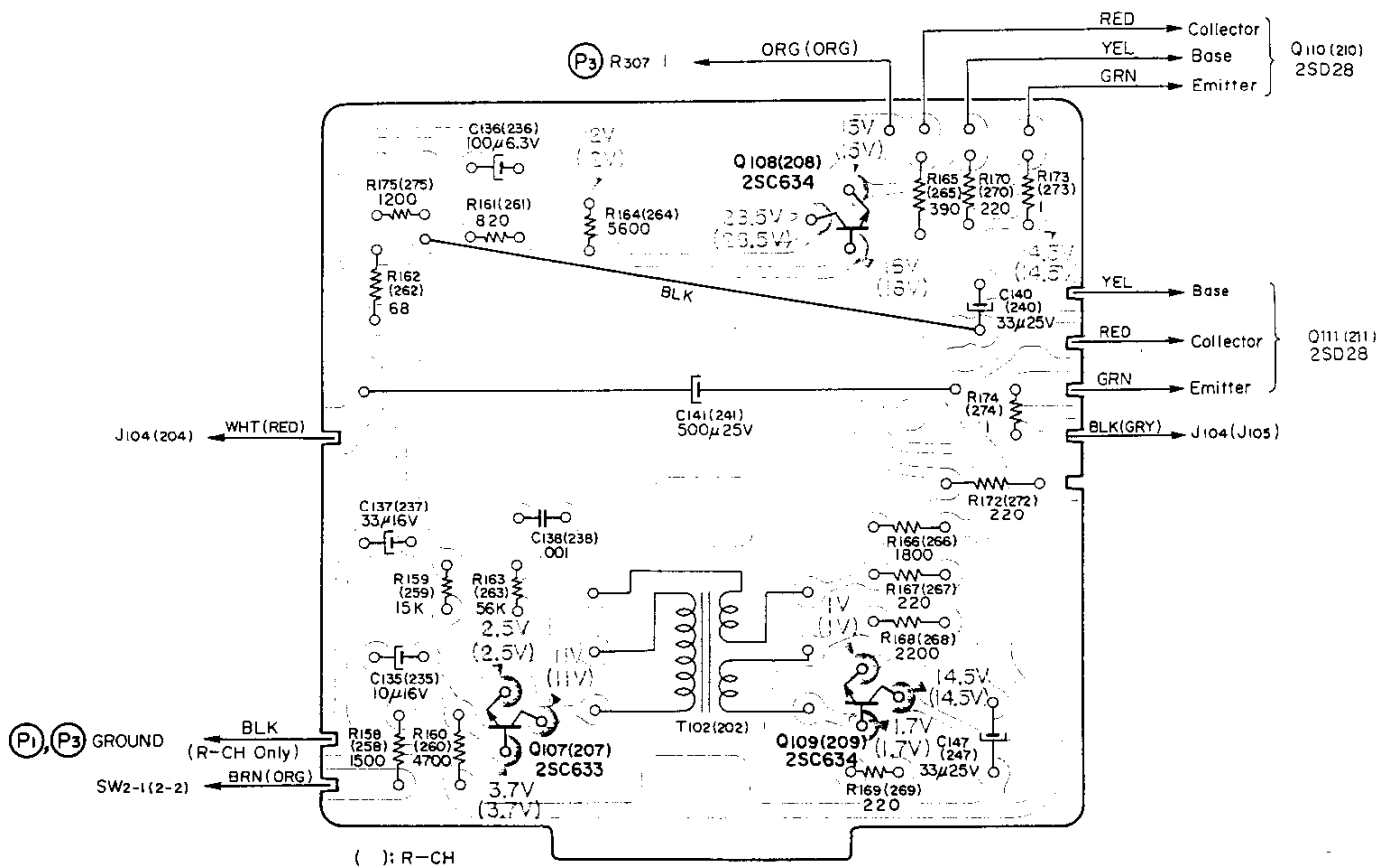 RED
Collector
YEL
Base
GRN
Emitter
Q110(210)
2SD28
P3 R307
ORG(ORG)
C136(236)
100μ6.3V
R175(275)
1200
R161(261)
820
R164(264)
5600
Q108(208)
2SC634
R165
(265)
390
R170
(270)
220
R173
(273)
1
R162
(262)
68
BLK
C140
(240)
33μ25V
YEL
Base
RED
Collector
GRN
Emitter
Q111(211)
2SD28
C141(241)
500μ25V
R174
(274)
1
J104(204)
WHT(RED)
BLK(GRY)
J104(J105)
R172(272)
220
C137(237)
33μ16V
C138(238)
.001
R166(266)
1800
R159
(259)
15K
R163
(263)
56K
R167(267)
220
2.5V
(2.5V)
11V
(11V)
1V
(1V)
R168(268)
2200
C135(235)
10μ16V
14.5V
(14.5V)
T102(202)
P1, P3 GROUND
BLK
(R-CH Only)
R158
(258)
1500
R160
(260)
4700
Q107(207)
2SC633
3.7V
(3.7V)
Q109(209)
2SC634
1.7V
(1.7V)
C147
(247)
33μ25V
SW2-1(2-2)
BRN(ORG)
R169(269)
220
( ): R-CH